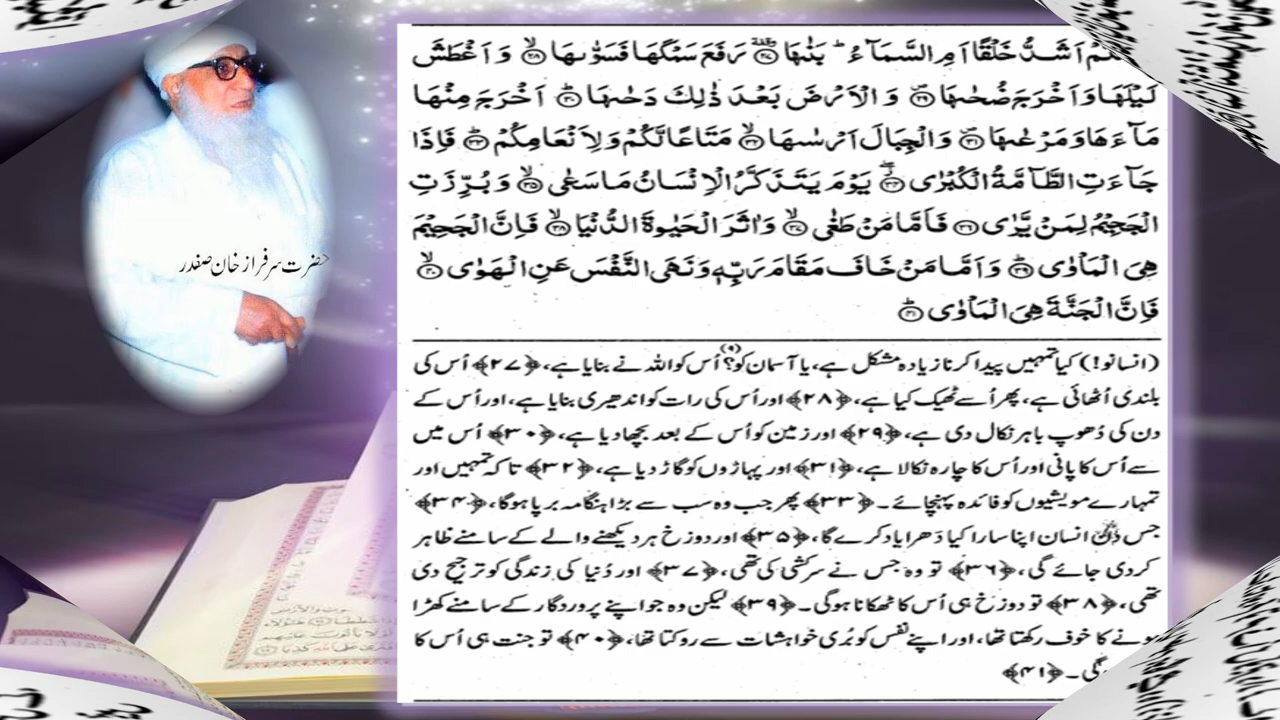 حضرت سرفراز خان صفدر
اَشَدُّ خَلْقًا اَمِ السَّمَآءُ ؕ بَنٰىهَا ﴿۲۷﴾ رَفَعَ سَمْكَهَا فَسَوّٰىهَا ﴿۲۸﴾ وَ اَغْطَشَ
لَیْلَهَا وَ اَخْرَجَ ضُحٰىهَا ﴿۲۹﴾ وَ الْاَرْضَ بَعْدَ ذٰلِكَ دَحٰىهَا ﴿۳۰﴾ اَخْرَجَ مِنْهَا
مَآءَهَا وَ مَرْعٰىهَا ﴿۳۱﴾ وَ الْجِبَالَ اَرْسٰىهَا ﴿۳۲﴾ مَتَاعًا لَّكُمْ وَ لِاَنْعَامِكُمْ ﴿۳۳﴾ فَاِذَا
جَآءَتِ الطَّآمَّةُ الْكُبْرٰى ﴿۳۴﴾ یَوْمَ یَتَذَكَّرُ الْاِنْسَانُ مَا سَعٰى ﴿۳۵﴾ وَ بُرِّزَتِ
الْجَحِیْمُ لِمَنْ یَّرٰى ﴿۳۶﴾ فَاَمَّا مَنْ طَغٰى ﴿۳۷﴾ وَ اٰثَرَ الْحَیٰوةَ الدُّنْیَا ﴿۳۸﴾ فَاِنَّ الْجَحِیْمَ
هِیَ الْمَاْوٰى ﴿۳۹﴾ وَ اَمَّا مَنْ خَافَ مَقَامَ رَبِّهٖ وَ نَهَى النَّفْسَ عَنِ الْهَوٰى ﴿۴۰﴾
فَاِنَّ الْجَنَّةَ هِیَ الْمَاْوٰى ﴿۴۱﴾
(انسانو!) کیا تمہیں پیدا کرنا زیادہ مشکل ہے، یا آسمان کو؟(۹) اُس کو اللہ نے بنایا ہے، ﴿۲۷﴾ اُس کی
بلندی اُٹھائی ہے، پھر اُسے ٹھیک کیا ہے، ﴿۲۸﴾ اور اُس کی رات کو اندھیری بنایا ہے، اور اُس کے
دن کی دُھوپ باہر نکال دی ہے، ﴿۲۹﴾ اور زمین کو اُس کے بعد بچھا دیا ہے، ﴿۳۰﴾ اُس میں
سے اُس کا پانی اور اُس کا چارہ نکالا ہے، ﴿۳۱﴾ اور پہاڑوں کو گاڑ دیا ہے، ﴿۳۲﴾ تاکہ تمہیں اور
تمہارے مویشیوں کو فائدہ پہنچائے۔ ﴿۳۳﴾ پھر جب وہ سب سے بڑا ہنگامہ برپا ہوگا، ﴿۳۴﴾
جس دن انسان اپنا سارا کیا دَھرا یاد کرے گا، ﴿۳۵﴾ اور دوزخ ہر دیکھنے والے کے سامنے ظاہر
کر دی جائے گی، ﴿۳۶﴾ تو وہ جس نے سرکشی کی تھی، ﴿۳۷﴾ اور دُنیا کی زندگی کو ترجیح دی
تھی، ﴿۳۸﴾ تو دوزخ ہی اُس کا ٹھکانا ہوگی۔ ﴿۳۹﴾ لیکن وہ جو اپنے پروردگار کے سامنے کھڑا
ہونے کا خوف رکھتا تھا، اور اپنے نفس کو بُری خواہشات سے روکتا تھا، ﴿۴۰﴾ تو جنت ہی اُس کا
﴿۴۱﴾